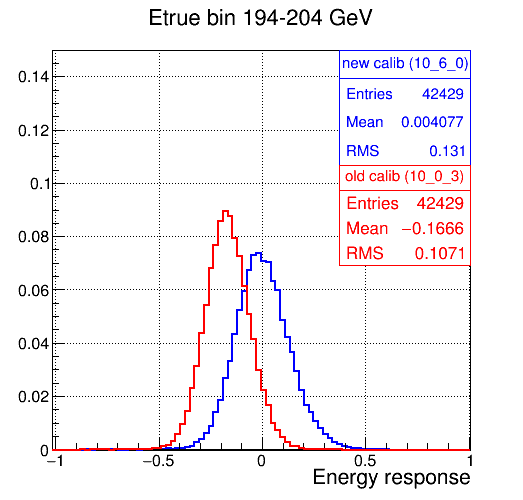 Etrue bin 194-204 GeV
new calib (10_6_0)
Entries 42429
Mean 0.004077
RMS 0.131
old calib (10_0_3)
Entries 42429
Mean −0.1666
RMS 0.1071
0.14
0.12
0.1
0.08
0.06
0.04
0.02
0
−1 −0.5 0 0.5 1
Energy response